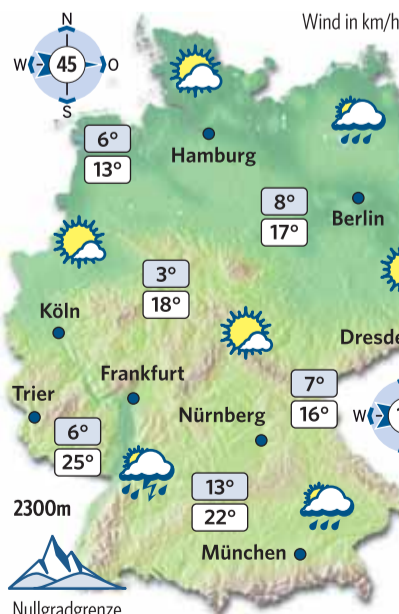 Wind in km/h
N
W 45 O
S
6°
13°
Hamburg
8°
17°
Berlin
3°
18°
Köln
Dresde
Frankfurt
7°
16°
Trier
W
Nürnberg
6°
25°
13°
22°
2300m
München
Nullgradgrenze